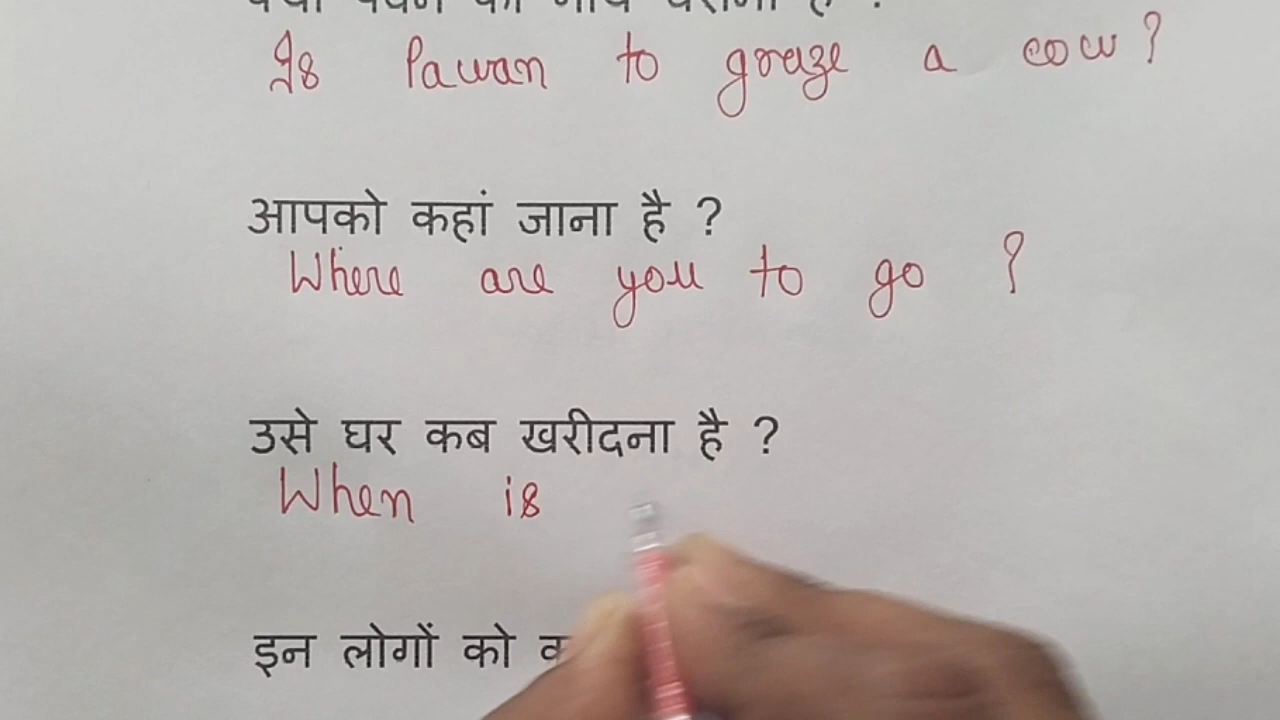 Is Pawan to graze a cow?
आपको कहां जाना है ?
Where are you to go ?
उसे घर कब खरीदना है ?
When is
इन लोगों को